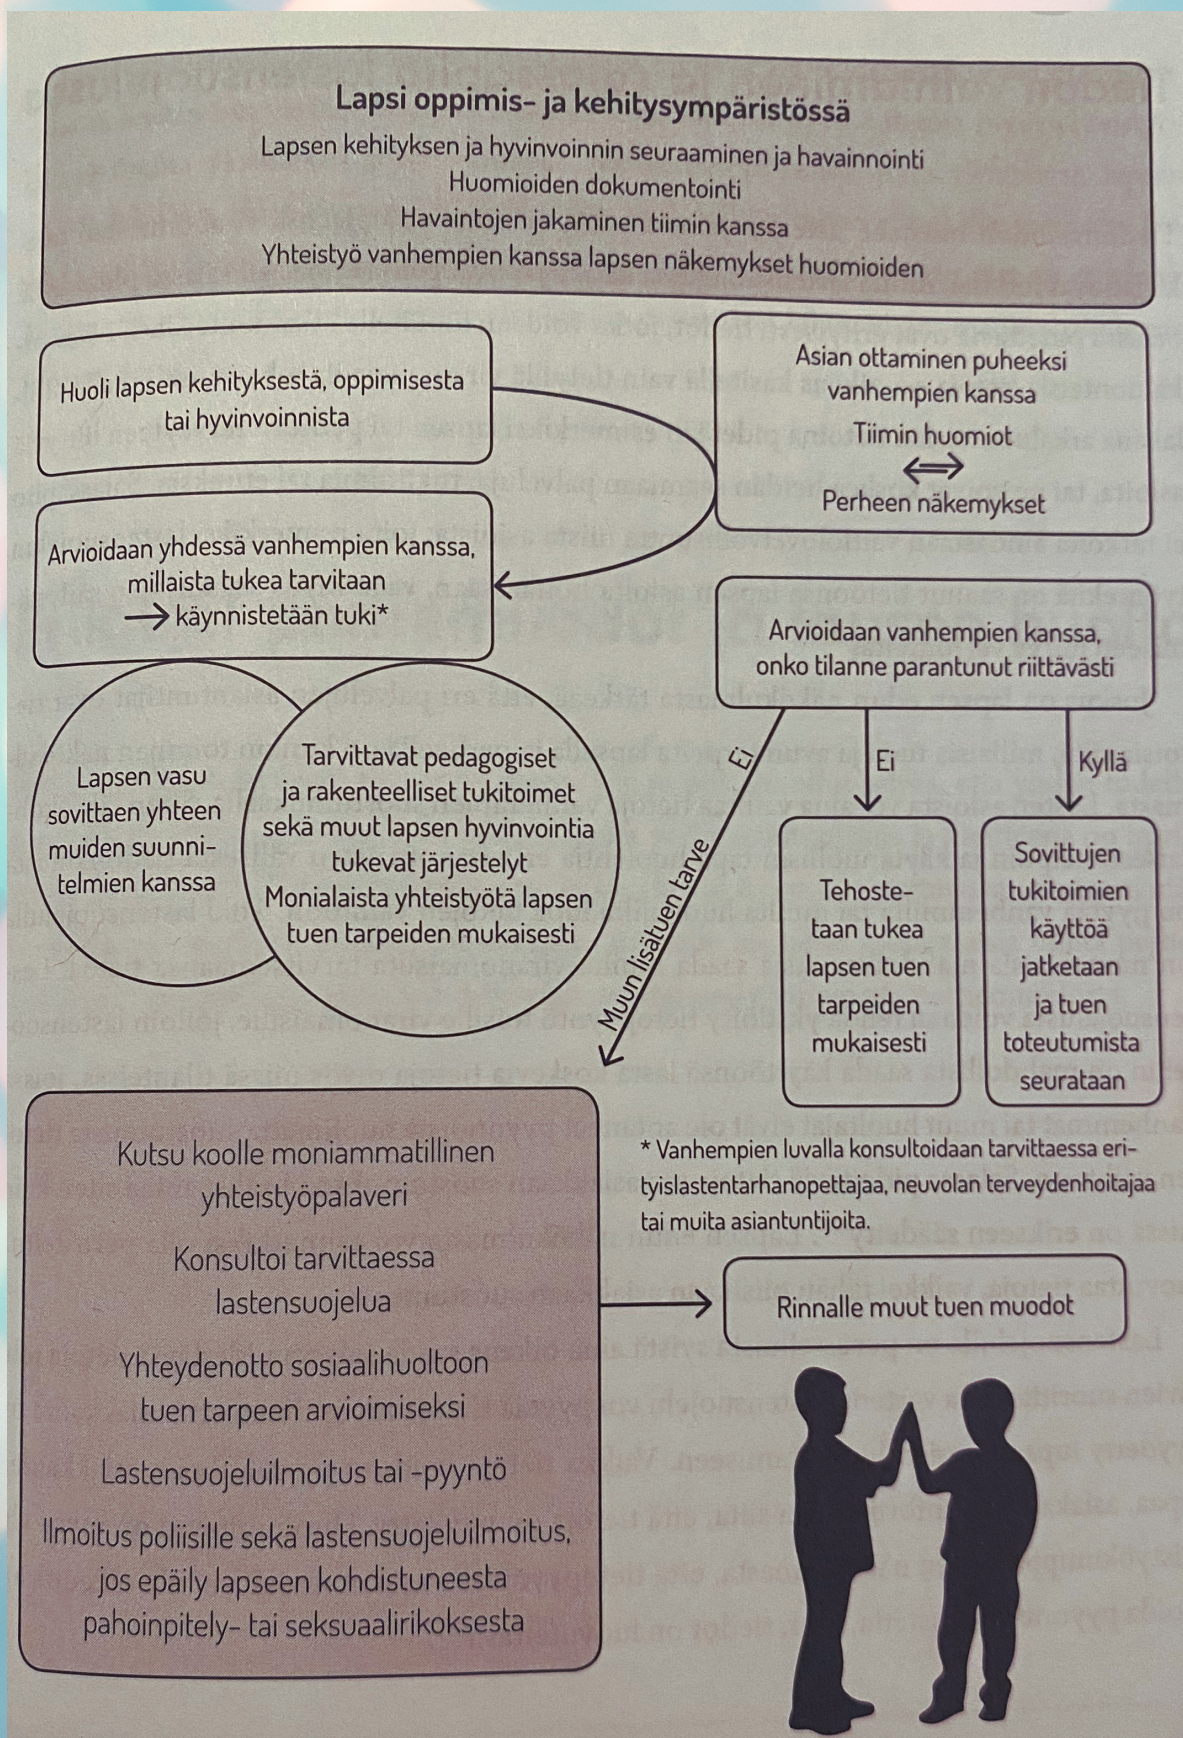 Lapsi oppimis- ja kehitysympäristössä
Lapsen kehityksen ja hyvinvoinnin seuraaminen ja havainnointi
Huomioiden dokumentointi
Havaintojen jakaminen tiimin kanssa
Yhteistyö vanhempien kanssa lapsen näkemykset huomioiden
Huoli lapsen kehityksestä, oppimisesta
tai hyvinvoinnista
Asian ottaminen puheeksi
vanhempien kanssa
Tiimin huomiot
⟺
Perheen näkemykset
Arvioidaan yhdessä vanhempien kanssa,
millaista tukea tarvitaan
→ käynnistetään tuki*
Arvioidaan vanhempien kanssa,
onko tilanne parantunut riittävästi
Lapsen vasu
sovittaen yhteen
muiden suunni-
telmien kanssa
Tarvittavat pedagogiset
ja rakenteelliset tukitoimet
sekä muut lapsen hyvinvointia
tukevat järjestelyt
Monialaista yhteistyötä lapsen
tuen tarpeiden mukaisesti
Ei
Muun lisätuen tarve
Ei
Kyllä
Tehoste-
taan tukea
lapsen tuen
tarpeiden
mukaisesti
Sovittujen
tukitoimien
käyttöä
jatketaan
ja tuen
toteutumista
seurataan
* Vanhempien luvalla konsultoidaan tarvittaessa eri-
tyislastentarhanopettajaa, neuvolan terveydenhoitajaa
tai muita asiantuntijoita.
Kutsu koolle moniammatillinen
yhteistyöpalaveri
Konsultoi tarvittaessa
lastensuojelua
Yhteydenotto sosiaalihuoltoon
tuen tarpeen arvioimiseksi
Lastensuojeluilmoitus tai -pyyntö
Ilmoitus poliisille sekä lastensuojeluilmoitus,
jos epäily lapseen kohdistuneesta
pahoinpitely- tai seksuaalirikoksesta
Rinnalle muut tuen muodot